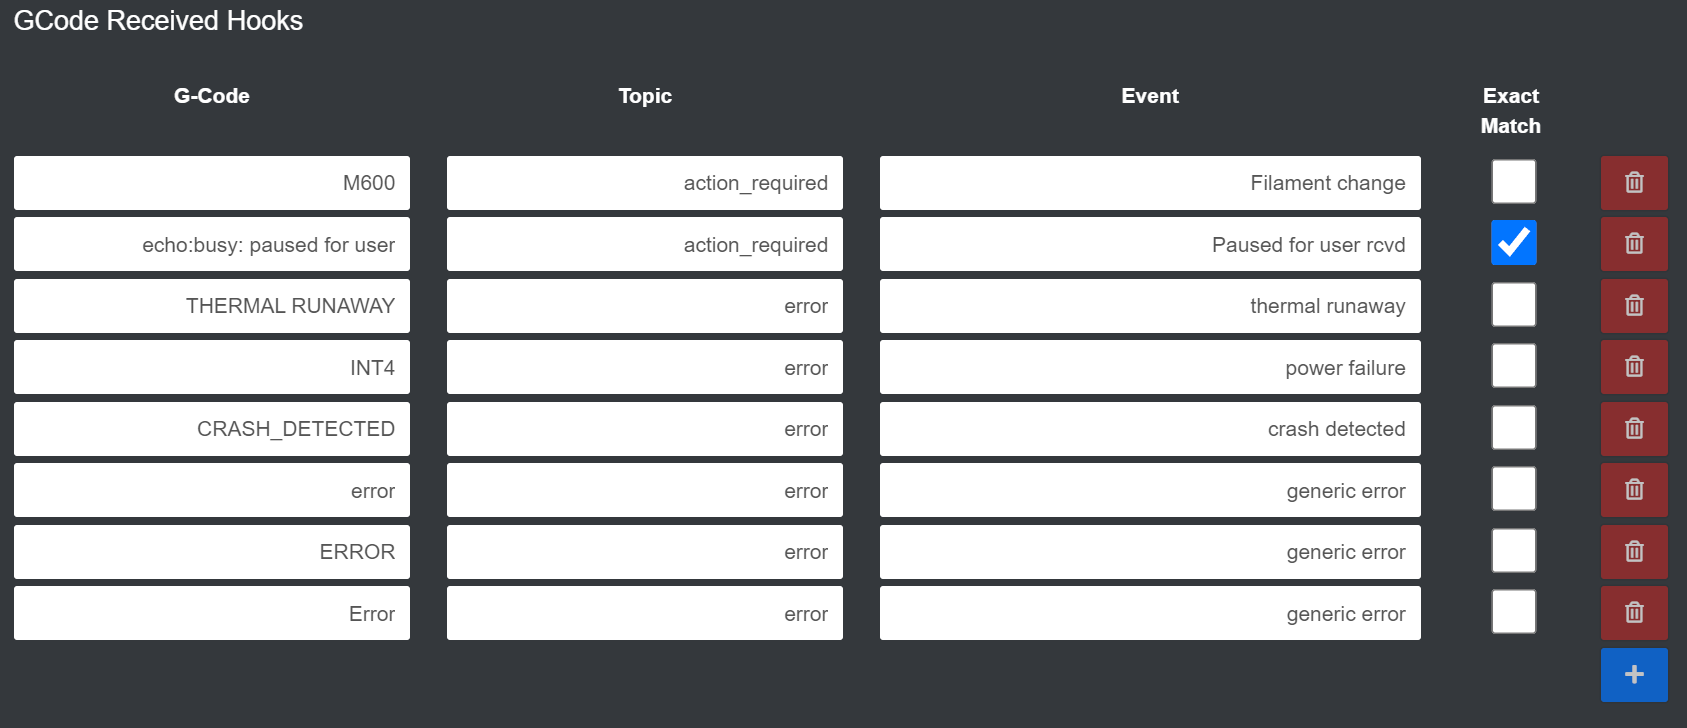 GCode Received Hooks
G-Code Topic Event Exact
Match
M600 action_required Filament change
echo:busy: paused for user action_required Paused for user rcvd
THERMAL RUNAWAY error thermal runaway
INT4 error power failure
CRASH_DETECTED error crash detected
error error generic error
ERROR error generic error
Error error generic error